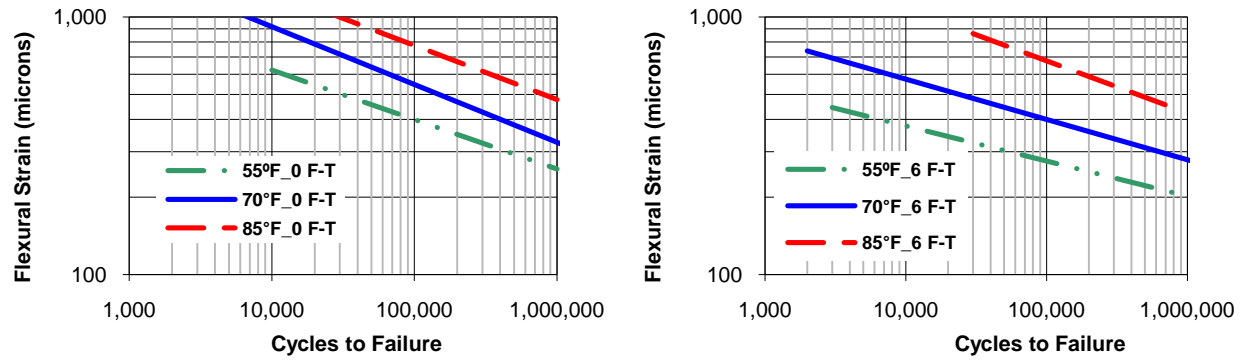 1,000
Flexural Strain (microns)
55ºF_0 F-T
70°F_0 F-T
85°F_0 F-T
100
1,000
10,000
100,000
1,000,000
Cycles to Failure
1,000
Flexural Strain (microns)
55ºF_6 F-T
70°F_6 F-T
85°F_6 F-T
100
1,000
10,000
100,000
1,000,000
Cycles to Failure